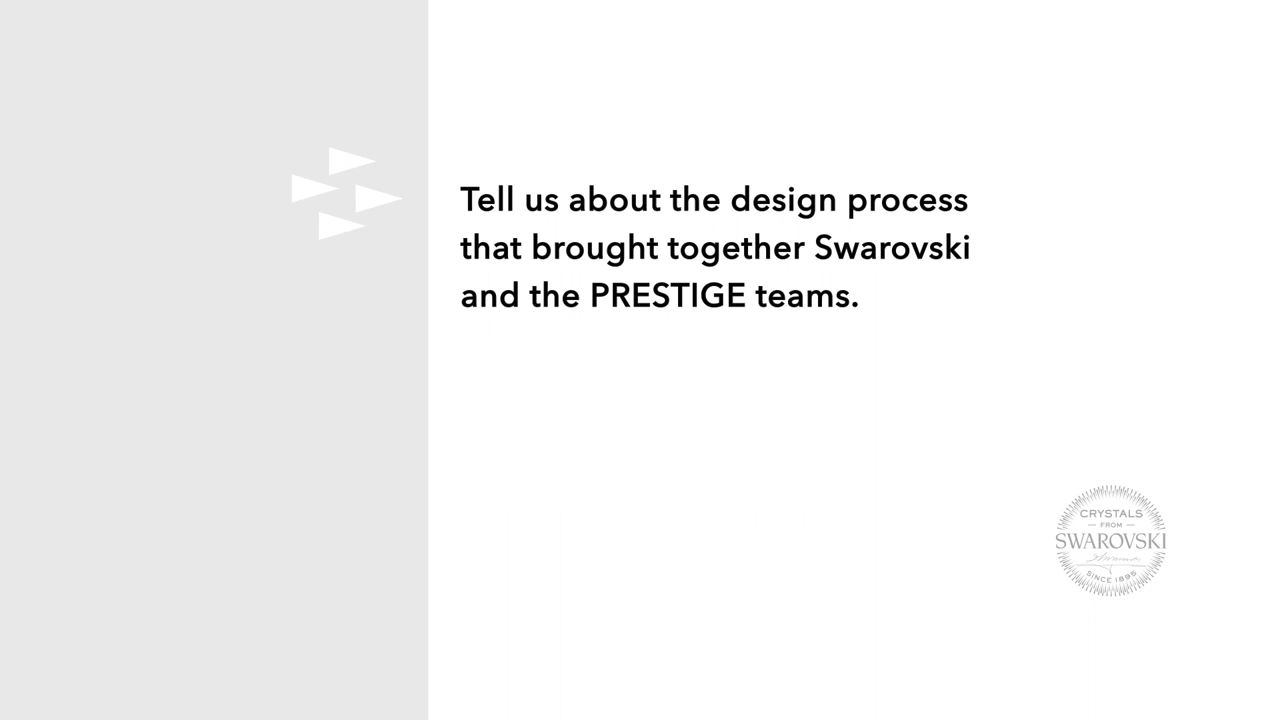 Tell us about the design process
that brought together Swarovski
and the PRESTIGE teams.
CRYSTALS
FROM
SWAROVSKI
SINCE 1895